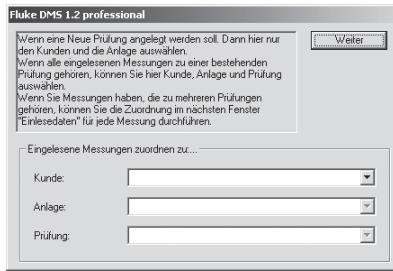 Fluke DMS 1.2 professional
Wenn eine Neue Prüfung angelegt werden soll. Dann hier nur
den Kunden und die Anlage auswählen.
Wenn alle eingelesenen Messungen zu einer bestehenden
Prüfung gehören, können Sie hier Kunde, Anlage und Prüfung
auswählen.
Wenn Sie Messungen haben, die zu mehreren Prüfungen
gehören, können Sie die Zuordnung im nächsten Fenster
"Einlesedaten" für jede Messung durchführen.
Weiter
Eingelesene Messungen zuordnen zu:...
Kunde:
Anlage:
Prüfung: